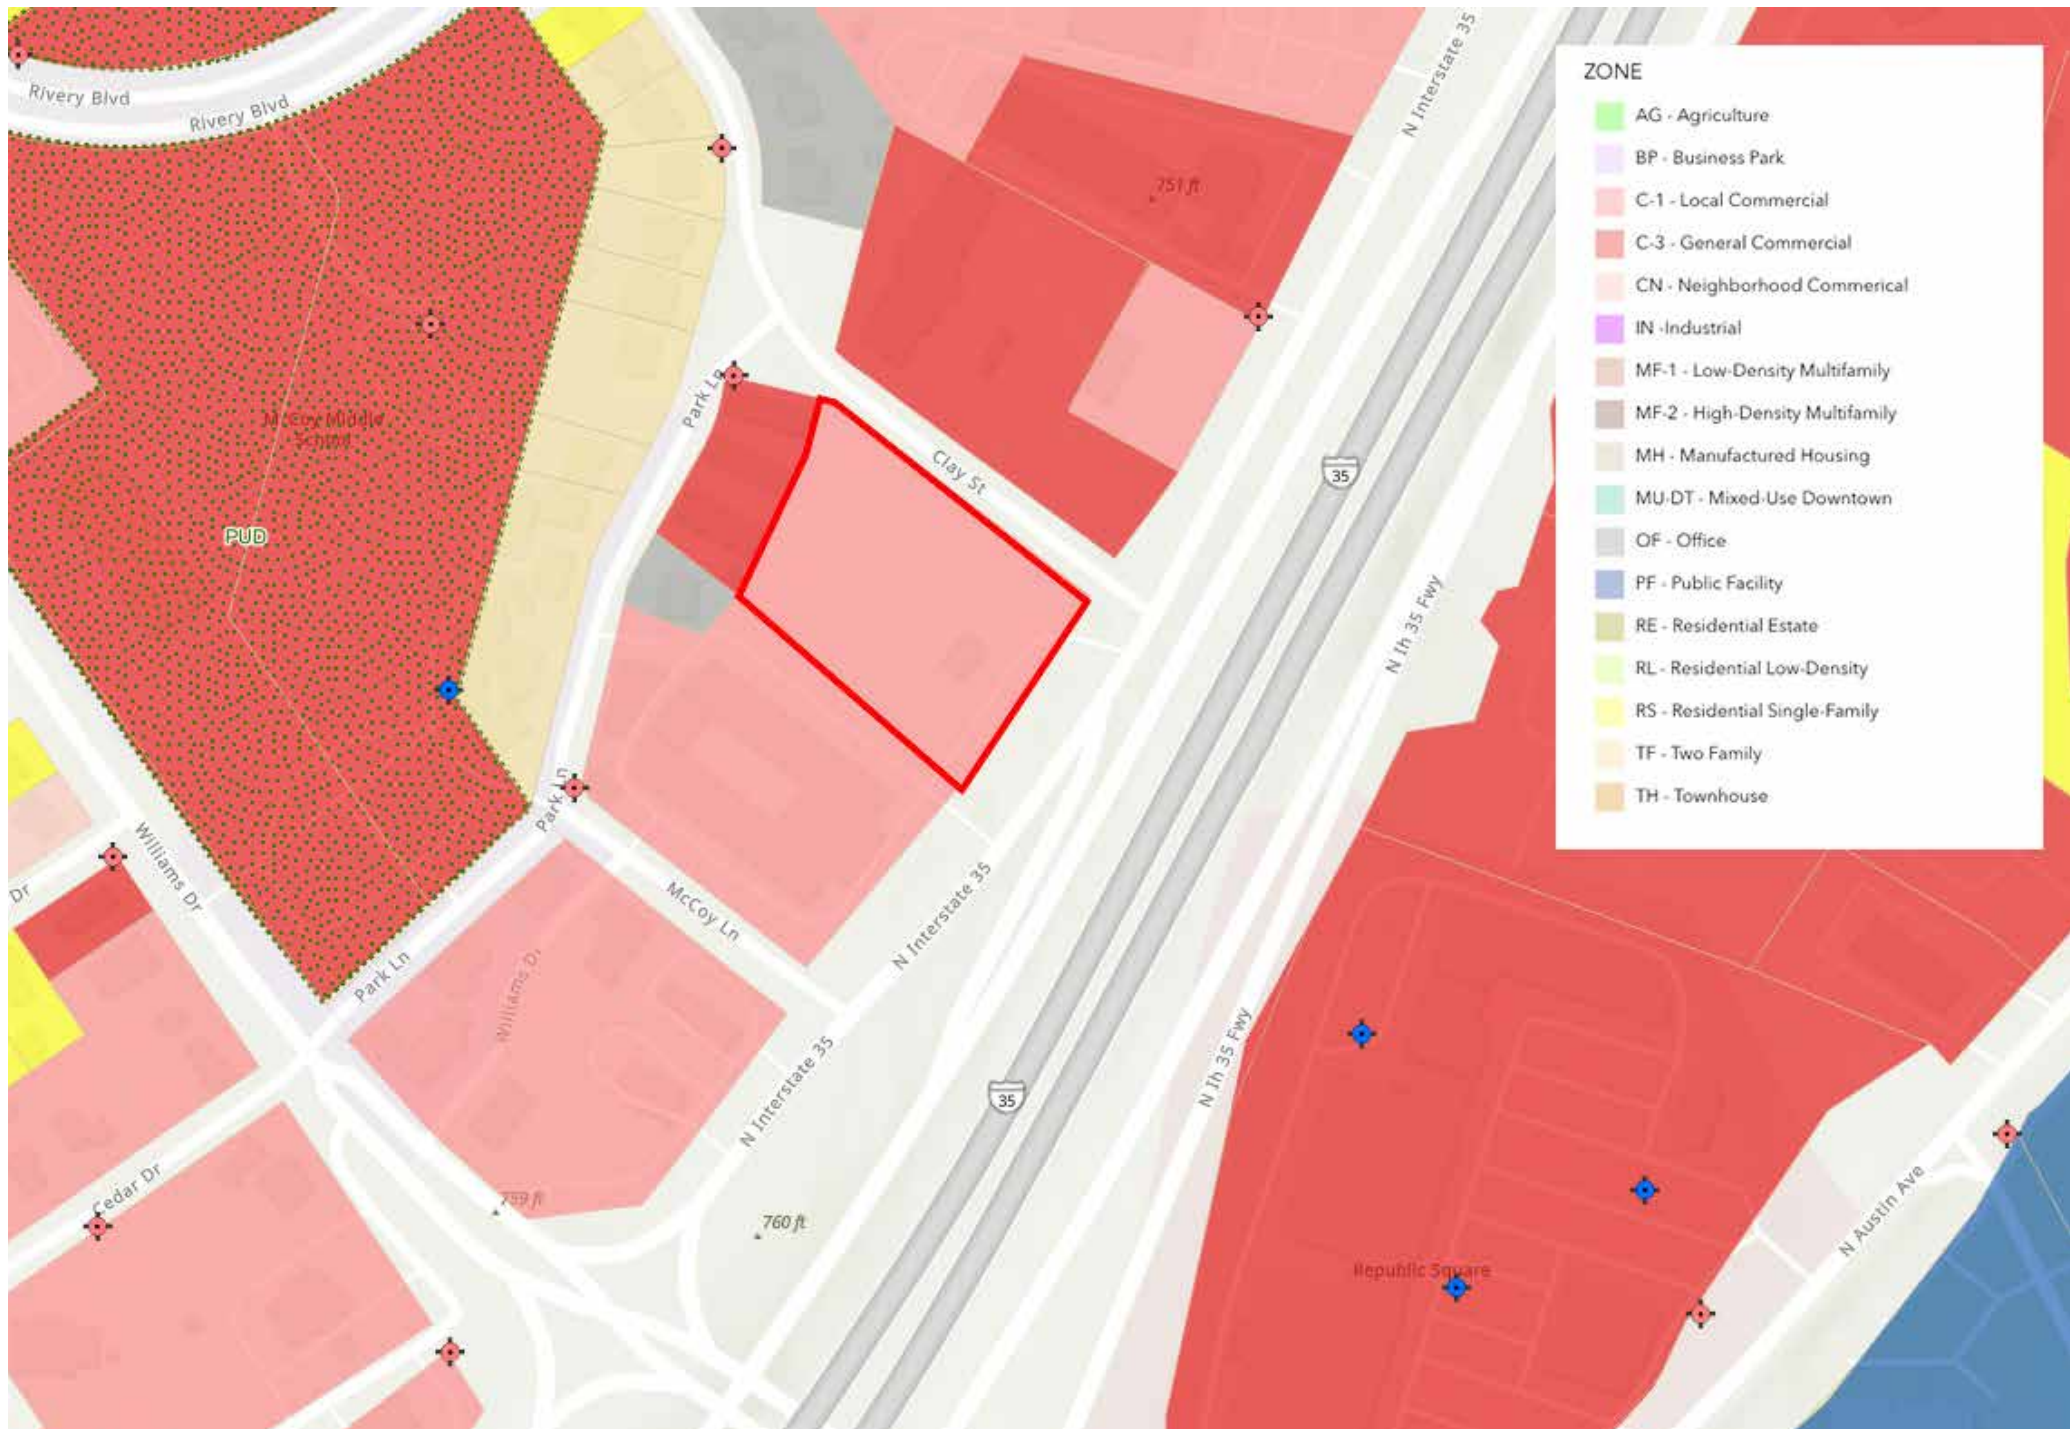 Rivery Blvd
Rivery Blvd
N Interstate 35
ZONE
AG - Agriculture
BP - Business Park
C-1 - Local Commercial
C-3 - General Commercial
CN - Neighborhood Commerical
IN -Industrial
MF-1 - Low-Density Multifamily
MF-2 - High-Density Multifamily
MH - Manufactured Housing
MU-DT - Mixed-Use Downtown
OF - Office
PF - Public Facility
RE - Residential Estate
RL - Residential Low-Density
RS - Residential Single-Family
TF - Two Family
TH - Townhouse
751 ft
Park Ln
McCoy Middle
School
Clay St
35
PUD
N Ih 35 Fwy
Park Ln
Williams Dr
Dr
McCoy Ln
N Interstate 35
Park Ln
Williams Dr
N Interstate 35
35
N Ih 35 Fwy
Cedar Dr
759 ft
760 ft
N Austin Ave
Republic Square